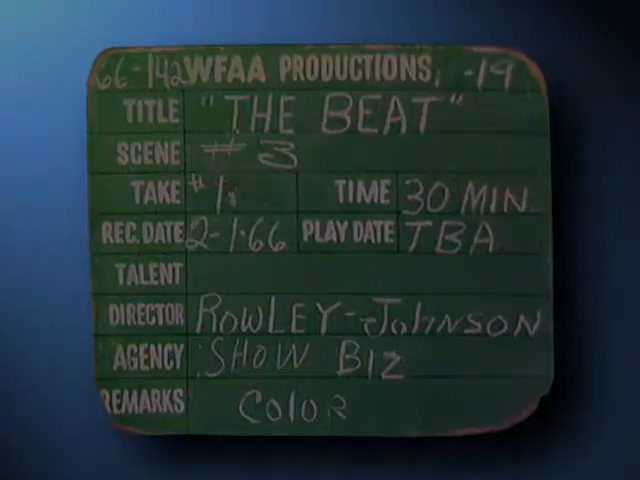 66-142 WFAA PRODUCTIONS, -19
TITLE "THE BEAT"
SCENE #3
TAKE #1 TIME 30 MIN.
REC. DATE 2-1-66 PLAY DATE TBA
TALENT
DIRECTOR ROWLEY-JOHNSON
AGENCY SHOW BIZ
REMARKS COLOR